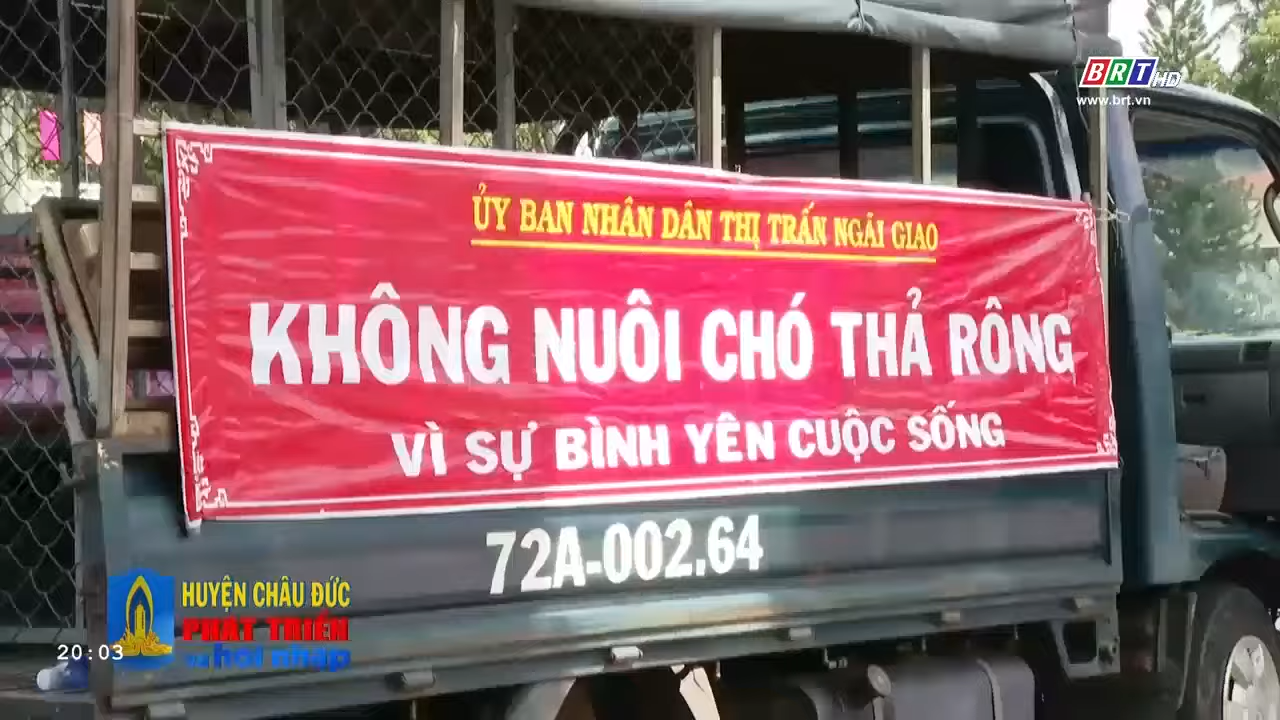 BRT HD
www.brt.vn
ỦY BAN NHÂN DÂN THỊ TRẤN NGÃI GIAO
KHÔNG NUÔI CHÓ THẢ RÔNG
VÌ SỰ BÌNH YÊN CUỘC SỐNG
72A-002.64
HUYỆN CHÂU ĐỨC
PHÁT TRIỂN
và hội nhập
20:03